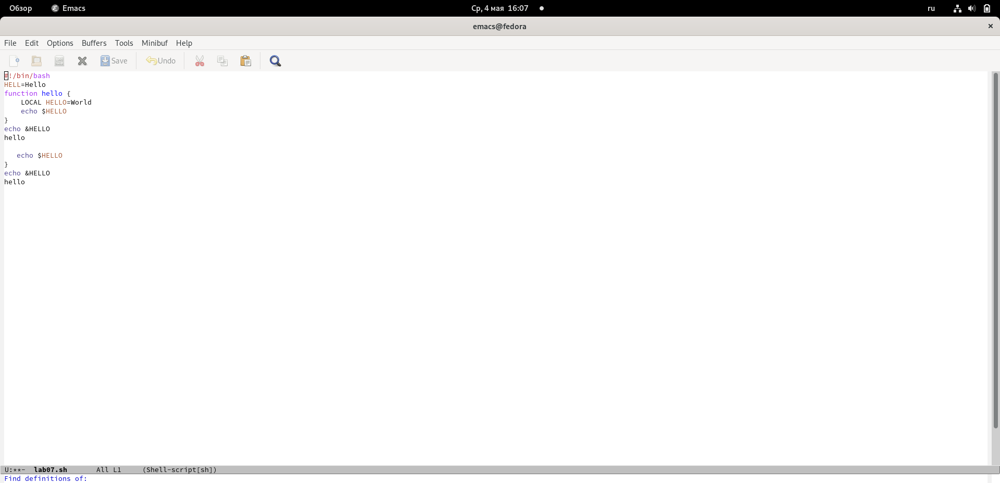 Обзор Emacs Ср, 4 мая 16:07 ru
emacs@fedora
File Edit Options Buffers Tools Minibuf Help
Save Undo
#!/bin/bash
HELL=Hello
function hello {
    LOCAL HELLO=World
    echo $HELLO
}
echo &HELLO
hello

   echo $HELLO
}
echo &HELLO
hello
U:**-  lab07.sh       All L1     (Shell-script[sh])
Find definitions of: